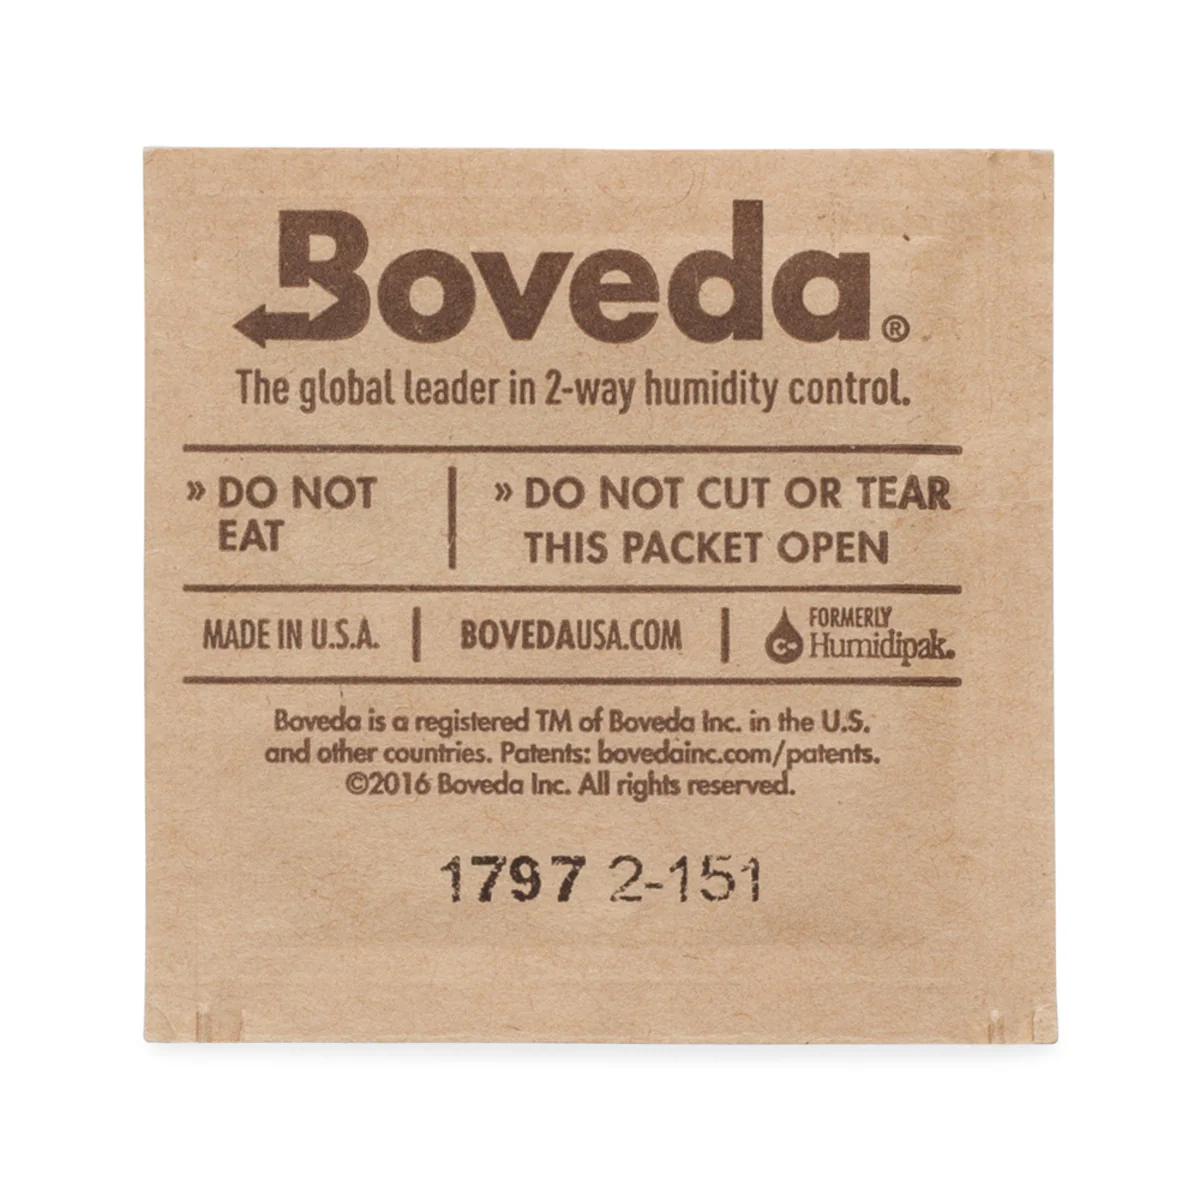 Boveda®
The global leader in 2-way humidity control.
» DO NOT
EAT
» DO NOT CUT OR TEAR
THIS PACKET OPEN
MADE IN U.S.A.
BOVEDAUSA.COM
FORMERLY
Humidipak.
Boveda is a registered TM of Boveda Inc. in the U.S.
and other countries. Patents: bovedainc.com/patents.
©2016 Boveda Inc. All rights reserved.
1797 2-151